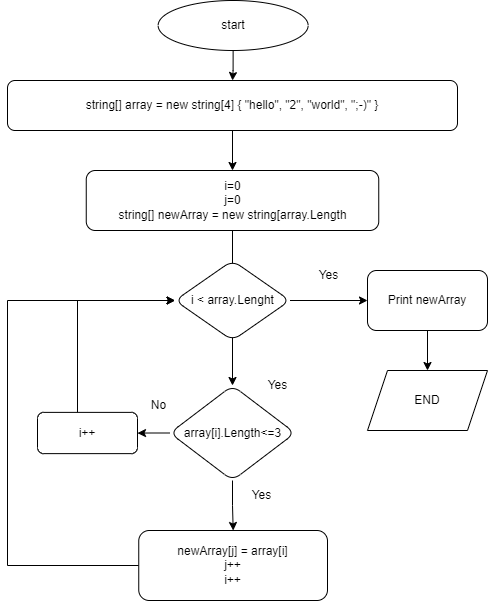 start
string[] array = new string[4] { "hello", "2", "world", ";-)" }
i=0
j=0
string[] newArray = new string[array.Length
i < array.Lenght
Yes
Print newArray
END
Yes
array[i].Length<=3
No
i++
Yes
newArray[j] = array[i]
j++
i++